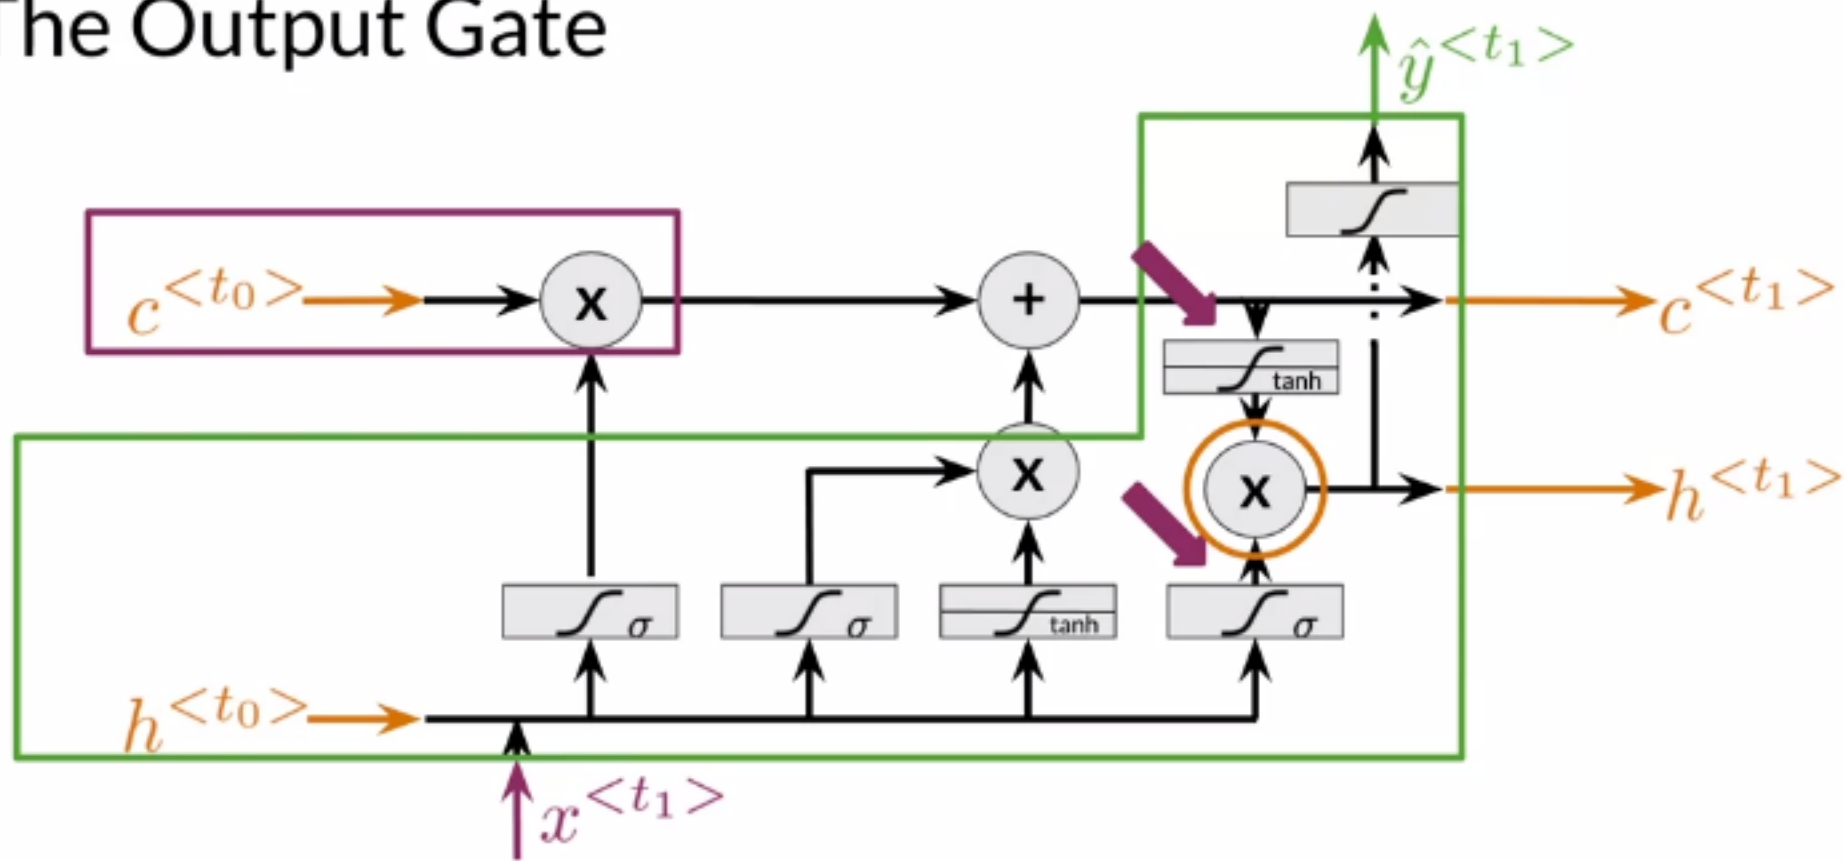 The Output Gate
ŷ<t₁>
c<t₀>
x
+
c<t₁>
tanh
x
x
h<t₁>
σ
σ
tanh
σ
h<t₀>
x<t₁>